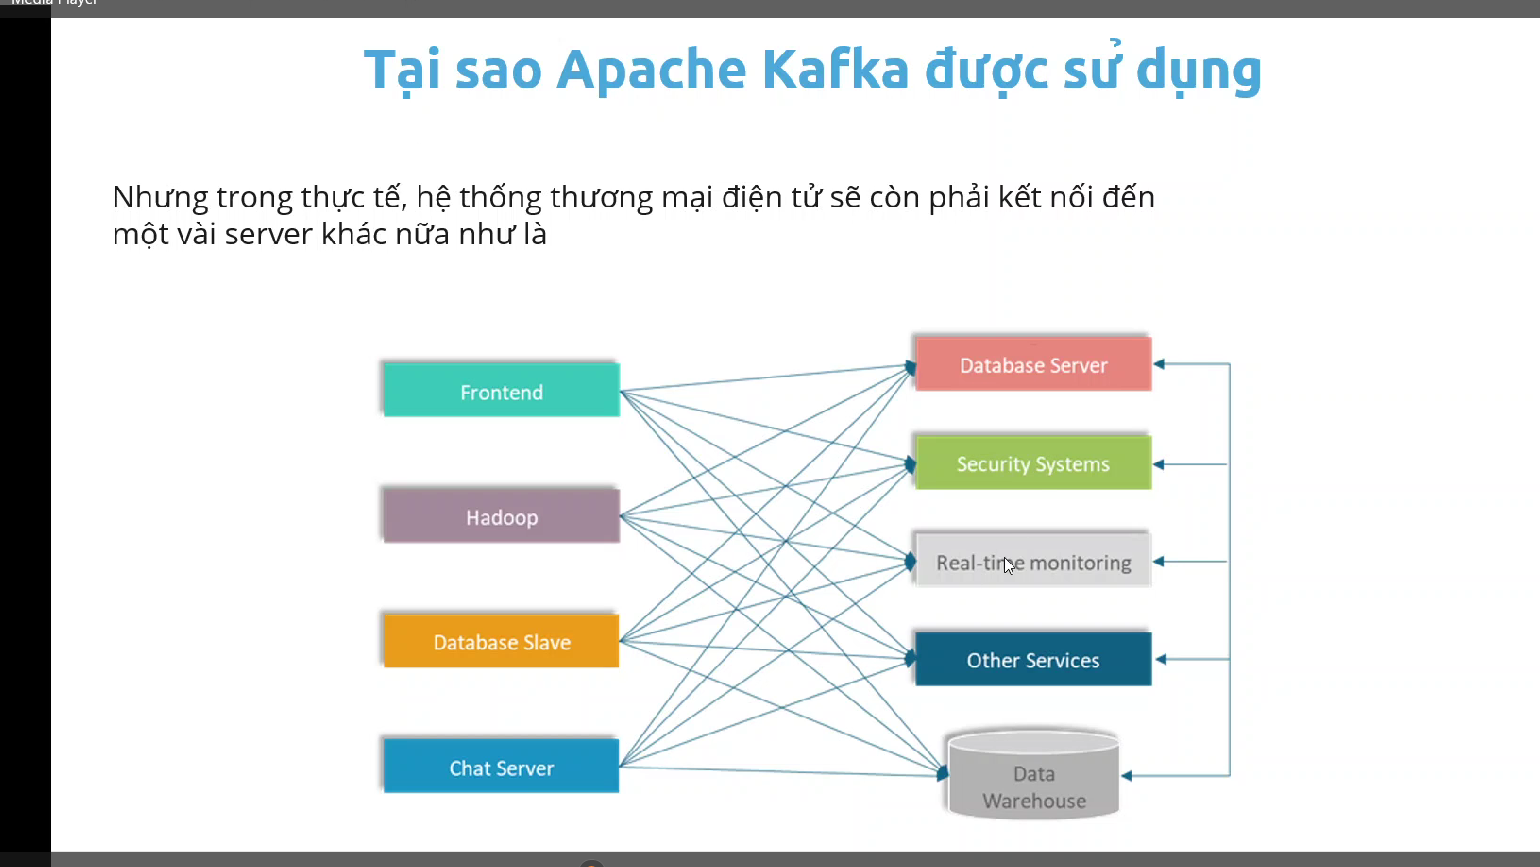 Media Player
Tại sao Apache Kafka được sử dụng
Nhưng trong thực tế, hệ thống thương mại điện tử sẽ còn phải kết nối đến
một vài server khác nữa như là
Frontend
Hadoop
Database Slave
Chat Server
Database Server
Security Systems
Real-time monitoring
Other Services
Data
Warehouse